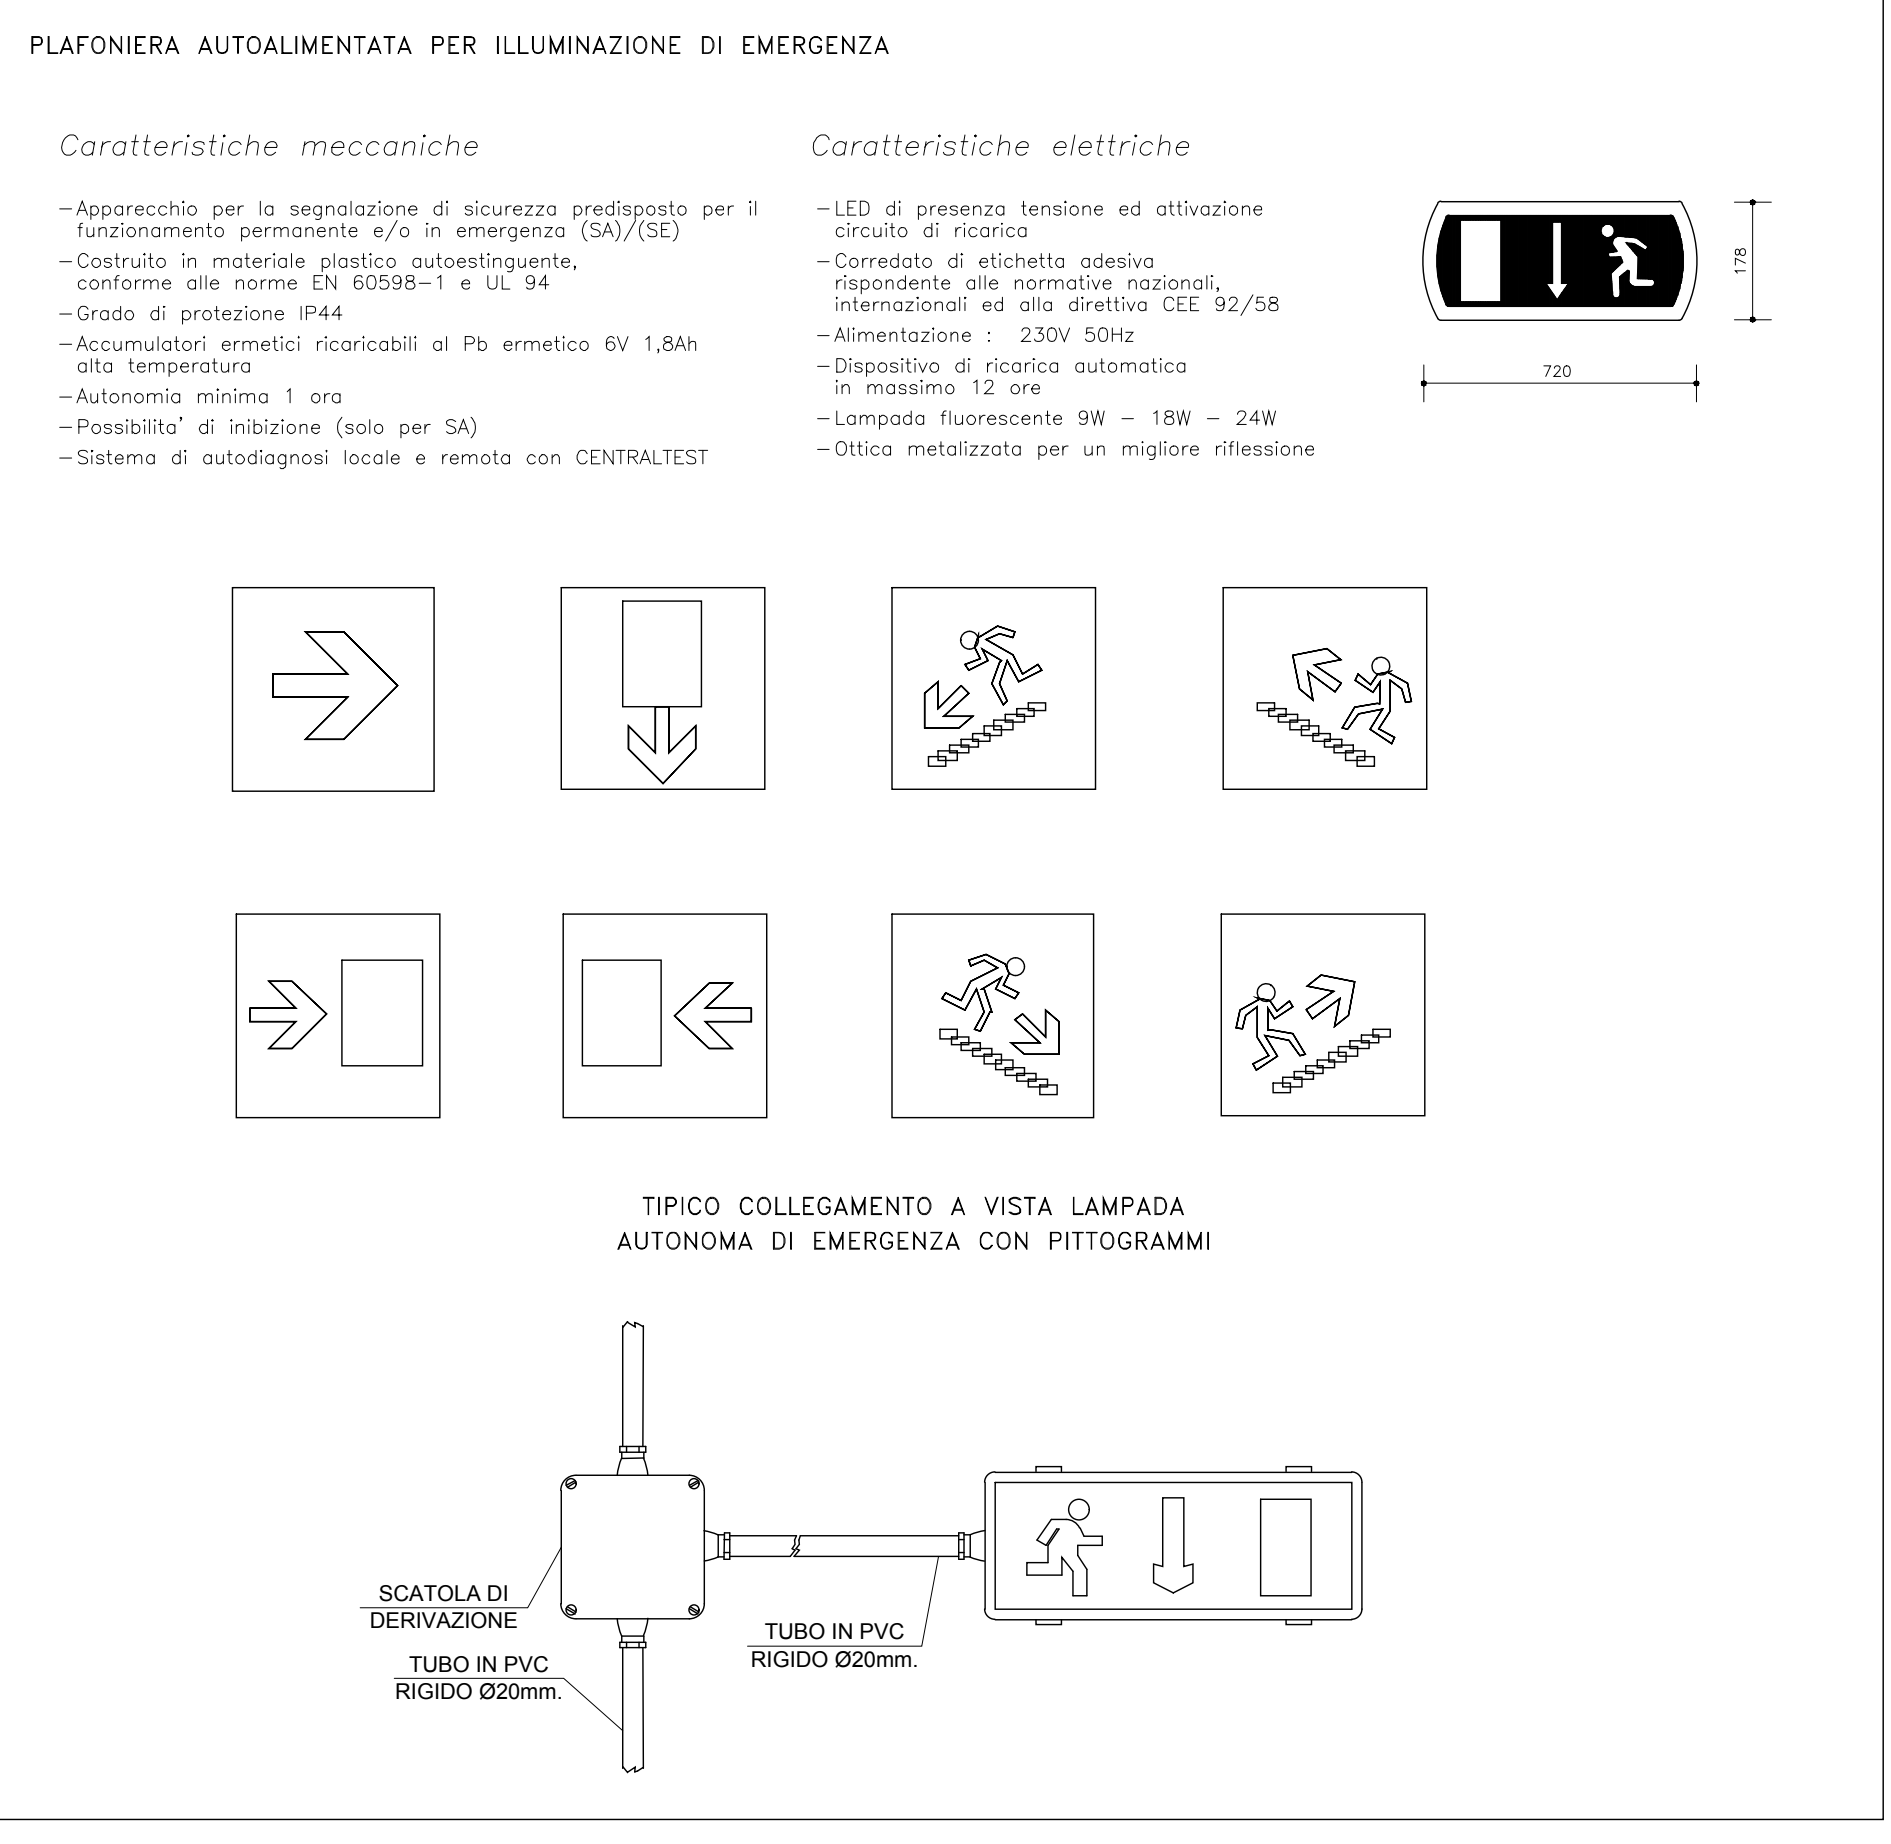 PLAFONIERA AUTOALIMENTATA PER ILLUMINAZIONE DI EMERGENZA
Caratteristiche meccaniche
–Apparecchio per la segnalazione di sicurezza predisposto per il
funzionamento permanente e/o in emergenza (SA)/(SE)
–Costruito in materiale plastico autoestinguente,
conforme alle norme EN 60598–1 e UL 94
–Grado di protezione IP44
–Accumulatori ermetici ricaricabili al Pb ermetico 6V 1,8Ah
alta temperatura
–Autonomia minima 1 ora
–Possibilita' di inibizione (solo per SA)
–Sistema di autodiagnosi locale e remota con CENTRALTEST
Caratteristiche elettriche
–LED di presenza tensione ed attivazione
circuito di ricarica
–Corredato di etichetta adesiva
rispondente alle normative nazionali,
internazionali ed alla direttiva CEE 92/58
–Alimentazione : 230V 50Hz
–Dispositivo di ricarica automatica
in massimo 12 ore
–Lampada fluorescente 9W – 18W – 24W
–Ottica metalizzata per un migliore riflessione
178
720
TIPICO COLLEGAMENTO A VISTA LAMPADA
AUTONOMA DI EMERGENZA CON PITTOGRAMMI
SCATOLA DI
DERIVAZIONE
TUBO IN PVC
RIGIDO Ø20mm.
TUBO IN PVC
RIGIDO Ø20mm.